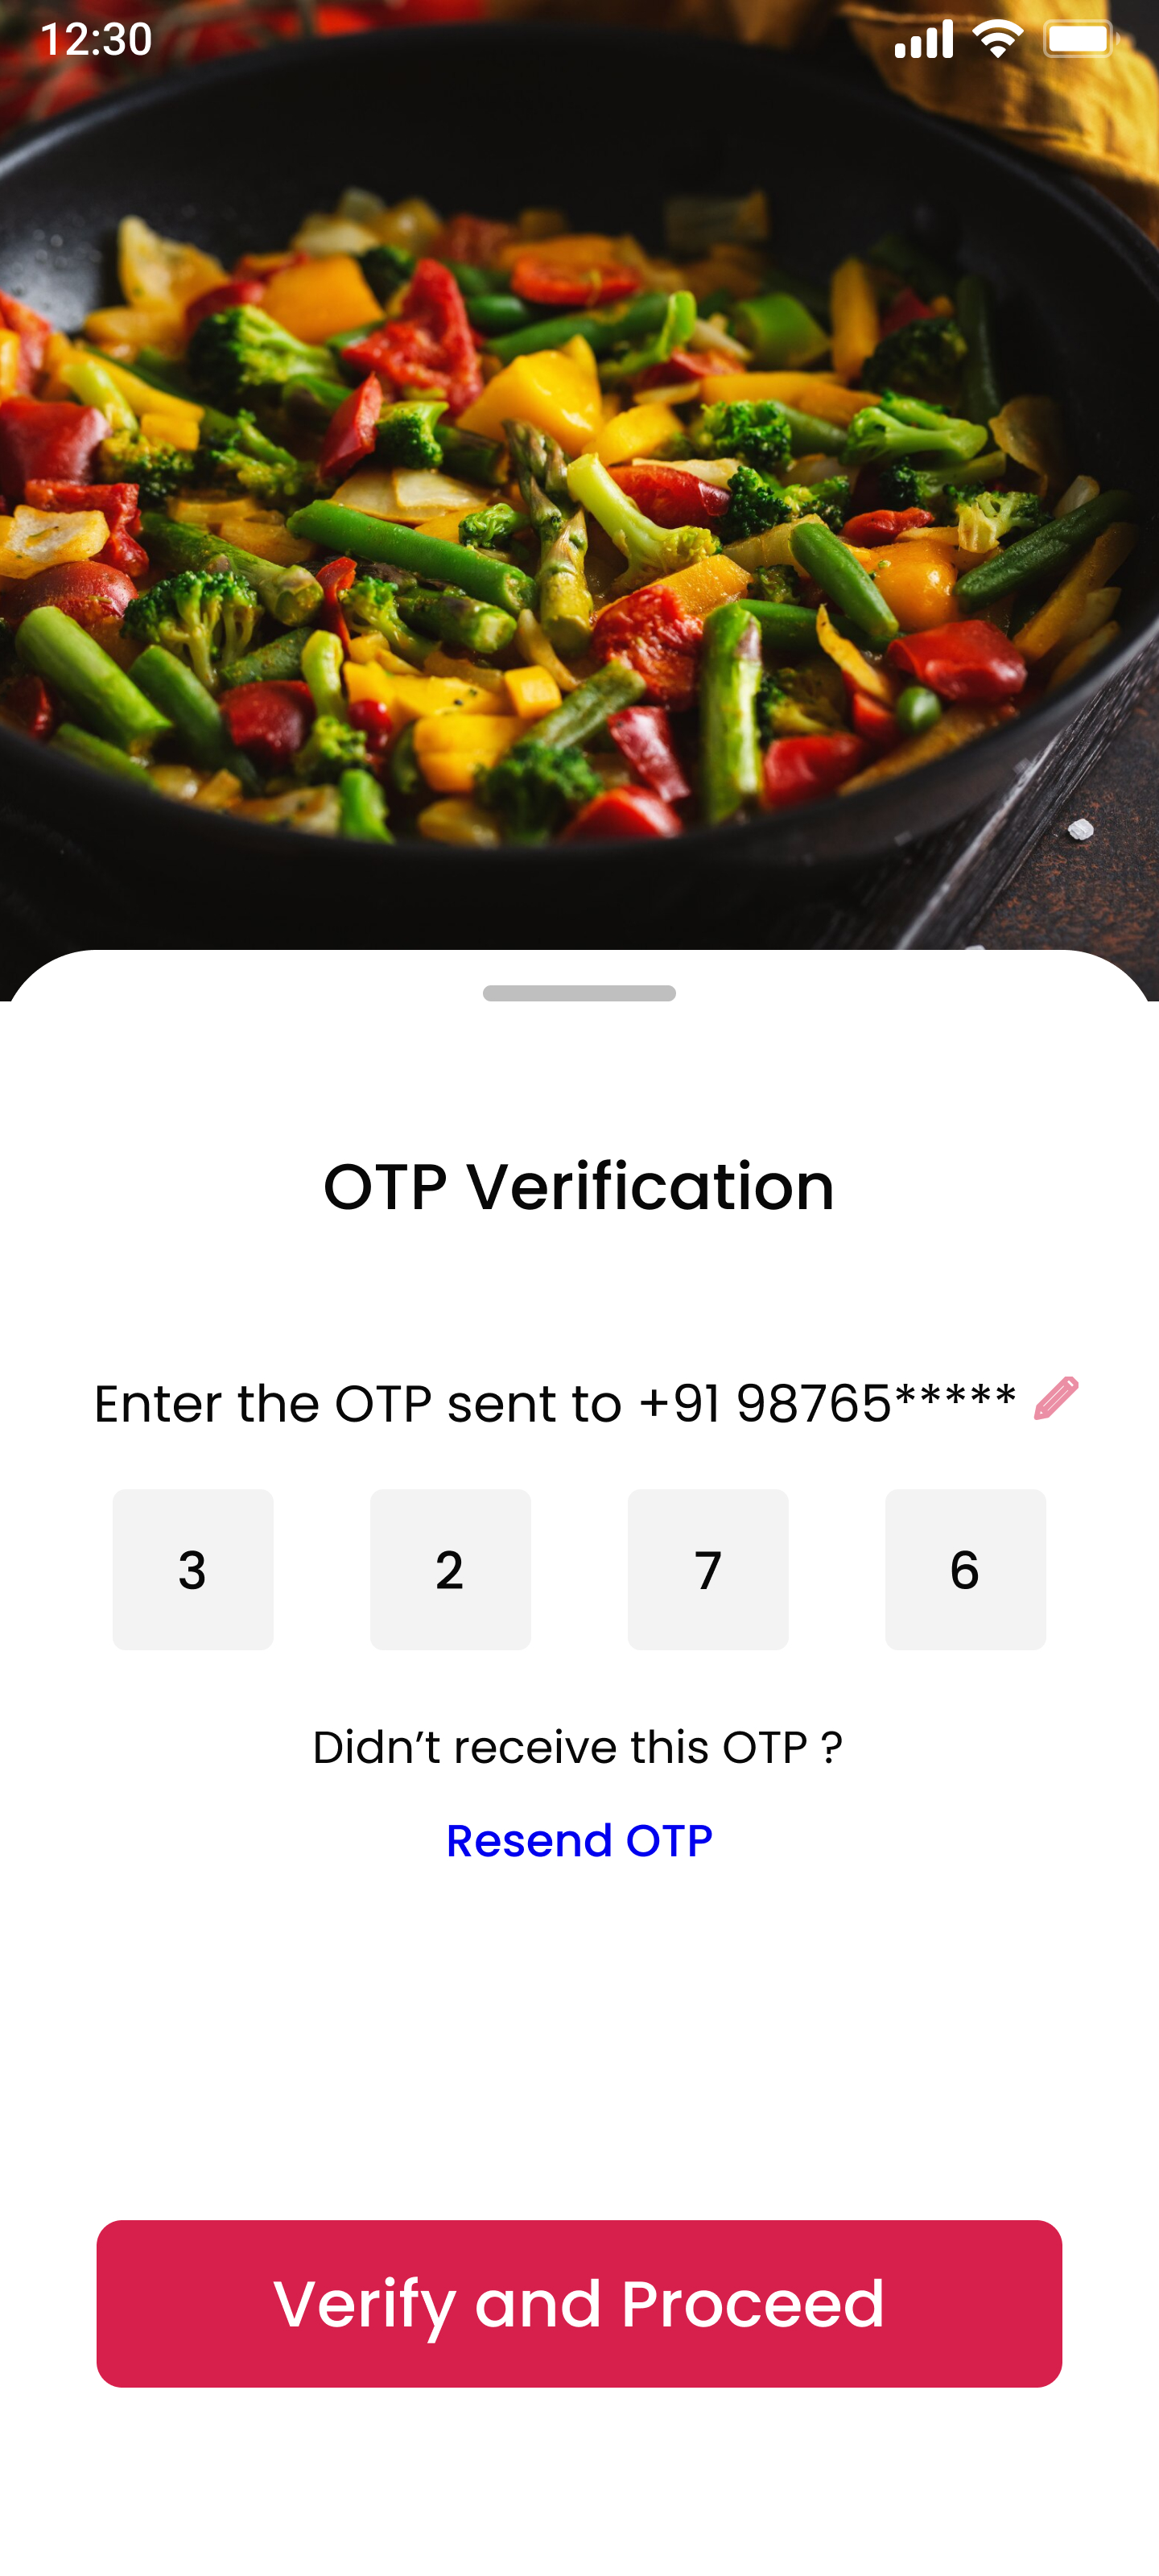 12:30
OTP Verification
Enter the OTP sent to +91 98765*****
3 2 7 6
Didn’t receive this OTP ?
Resend OTP
Verify and Proceed